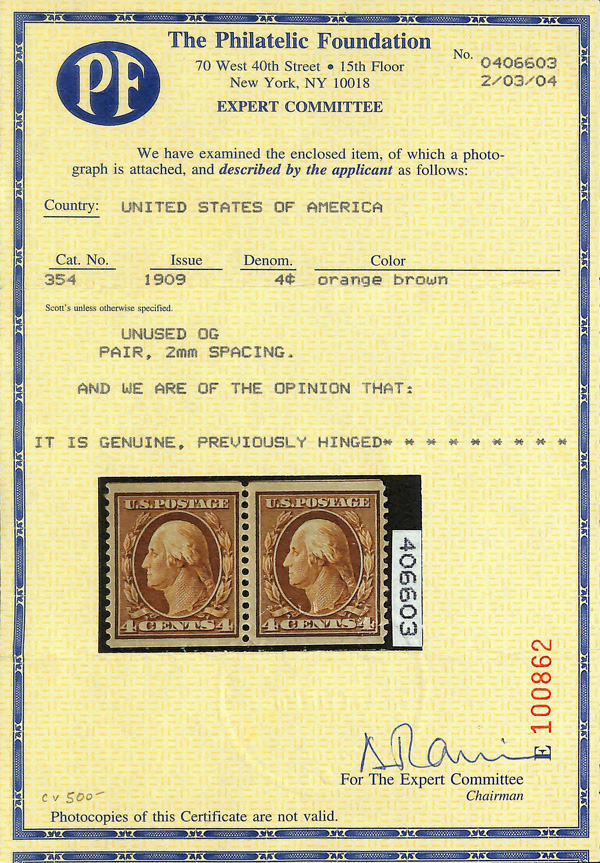 PF
The Philatelic Foundation
70 West 40th Street • 15th Floor
New York, NY 10018
EXPERT COMMITTEE
No. 0406603
2/03/04
We have examined the enclosed item, of which a photo-
graph is attached, and described by the applicant as follows:
Country: UNITED STATES OF AMERICA
Cat. No. Issue Denom. Color
354 1909 4¢ orange brown
Scott's unless otherwise specified.
UNUSED OG
PAIR, 2mm SPACING.
AND WE ARE OF THE OPINION THAT:
IT IS GENUINE, PREVIOUSLY HINGED* * * * * * * * *
U.S. POSTAGE U.S. POSTAGE
4 CENTS 4 4 CENTS 4
406603
E 100862
For The Expert Committee
Chairman
CV 500-
Photocopies of this Certificate are not valid.